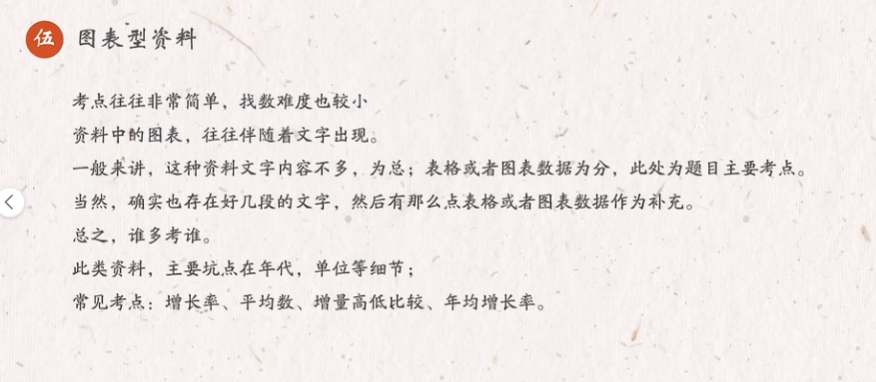 伍 图表型资料
考点往往非常简单，找数难度也较小
资料中的图表，往往伴随着文字出现。
一般来讲，这种资料文字内容不多，为总；表格或者图表数据为分，此处为题目主要考点。
当然，确实也存在好几段的文字，然后有那么点表格或者图表数据作为补充。
总之，谁多考谁。
此类资料，主要坑点在年代，单位等细节；
常见考点：增长率、平均数、增量高低比较、年均增长率。